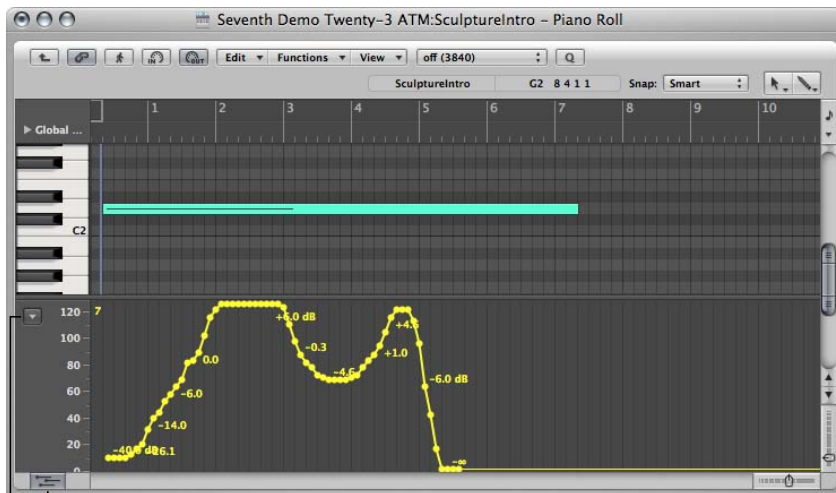 Seventh Demo Twenty-3 ATM:SculptureIntro – Piano Roll
IN OUT Edit Functions View off (3840) Q
SculptureIntro G2 8 4 1 1 Snap: Smart
1 2 3 4 5 6 7 8 9 10
Global ...
C2
120 7
+6.0 dB +4.6
100
-0.3 +1.0
80 0.0
-4.6 -6.0 dB
60 -6.0
40
-14.0
20
-26.1
-∞
0